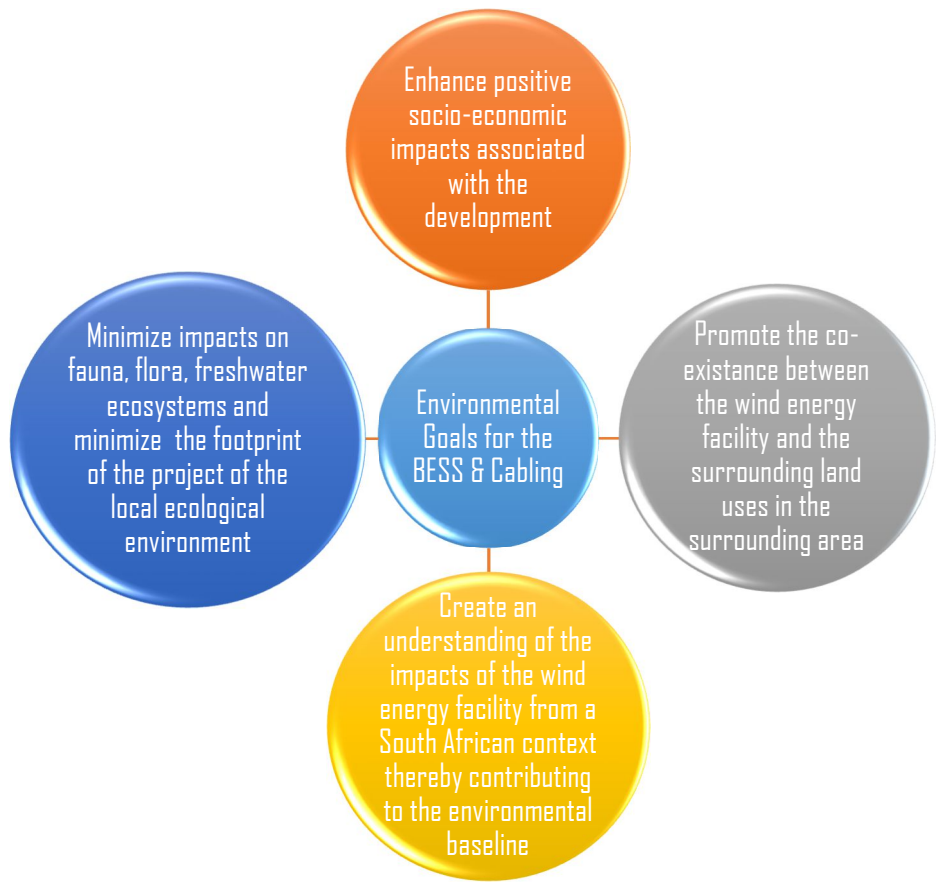 Enhance positive
socio-economic
impacts associated
with the
development
Minimize impacts on
fauna, flora, freshwater
ecosystems and
minimize  the footprint
of the project of the
local ecological
environment
Environmental
Goals for the
BESS & Cabling
Promote the co-
existance between
the wind energy
facility and the
surrounding land
uses in the
surrounding area
Create an
understanding of the
impacts of the wind
energy facility from a
South African context
thereby contributing
to the environmental
baseline